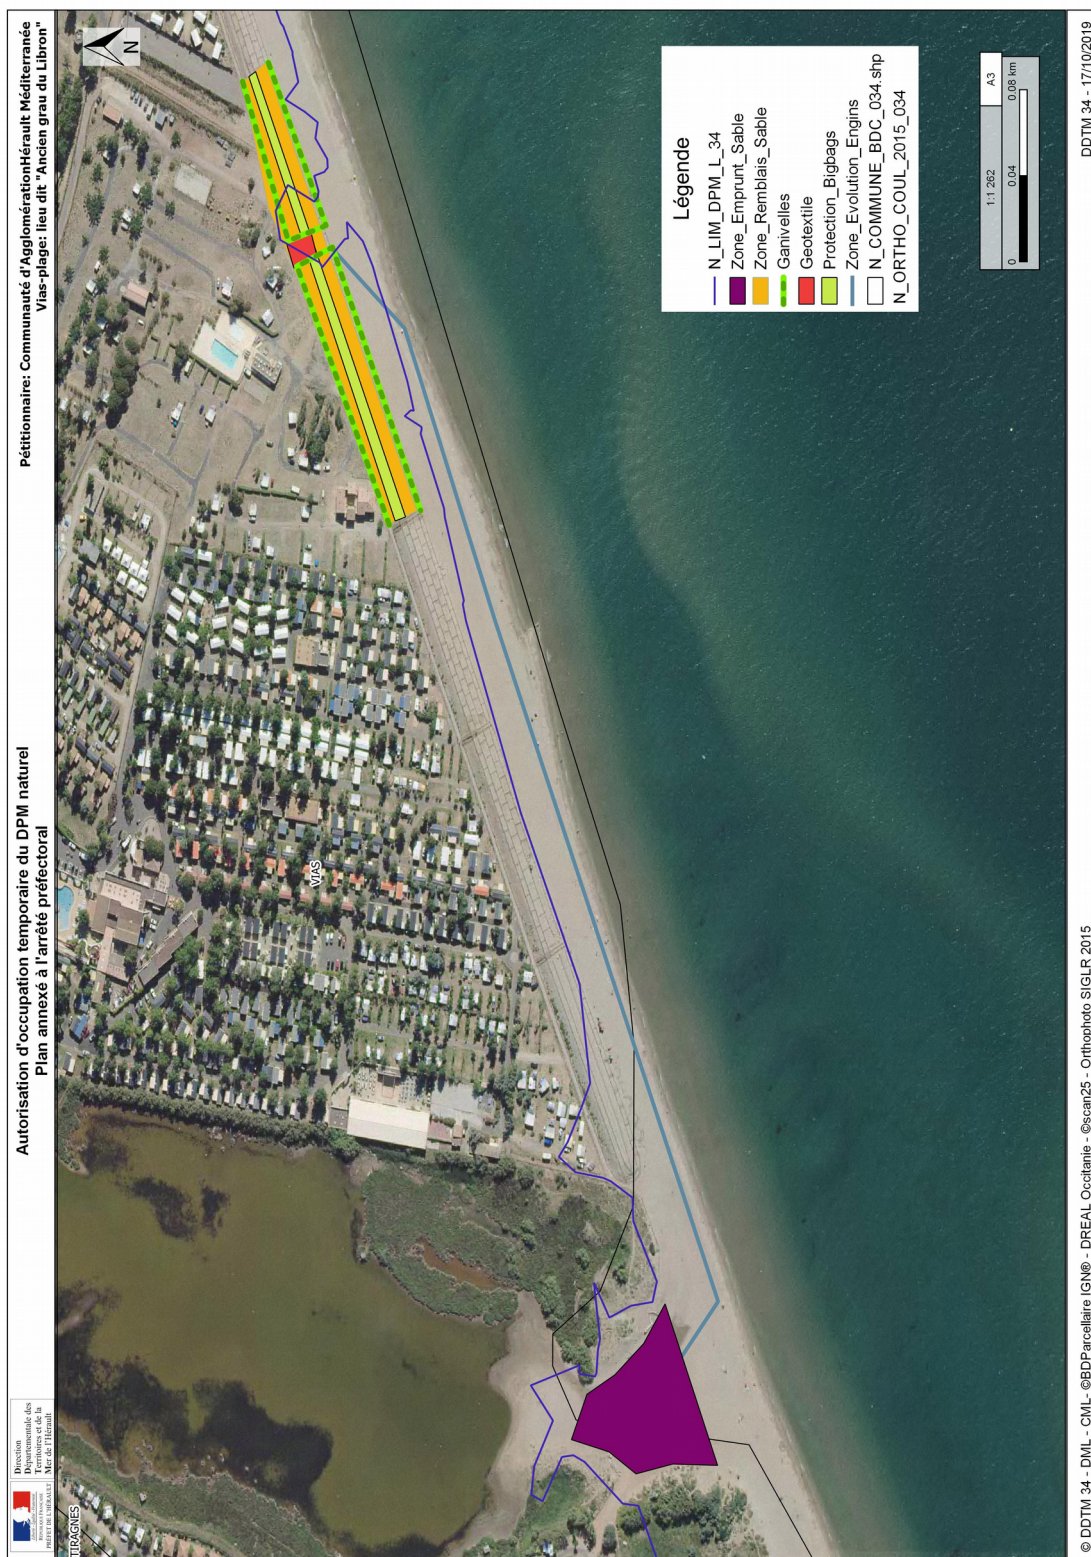 Direction
Départementale des
Territoires et de la
Mer de l'Hérault
RÉPUBLIQUE FRANÇAISE
PRÉFET DE L'HÉRAULT
Autorisation d'occupation temporaire du DPM naturel
Plan annexé à l'arrêté préfectoral
Pétitionnaire: Communauté d'AgglomérationHérault Méditerranée
Vias-plage: lieu dit "Ancien grau du Libron"
N
TIRAGNES
VIAS
Légende
N_LIM_DPM_L_34
Zone_Emprunt_Sable
Zone_Remblais_Sable
Ganivelles
Geotextile
Protection_Bigbags
Zone_Evolution_Engins
N_COMMUNE_BDC_034.shp
N_ORTHO_COUL_2015_034
1:1 262
A3
0 0.04 0.08 km
© DDTM 34 - DML - CML- ©BDParcellaire IGN® - DREAL Occitanie - ©scan25 - Orthophoto SIGLR 2015
DDTM 34 - 17/10/2019